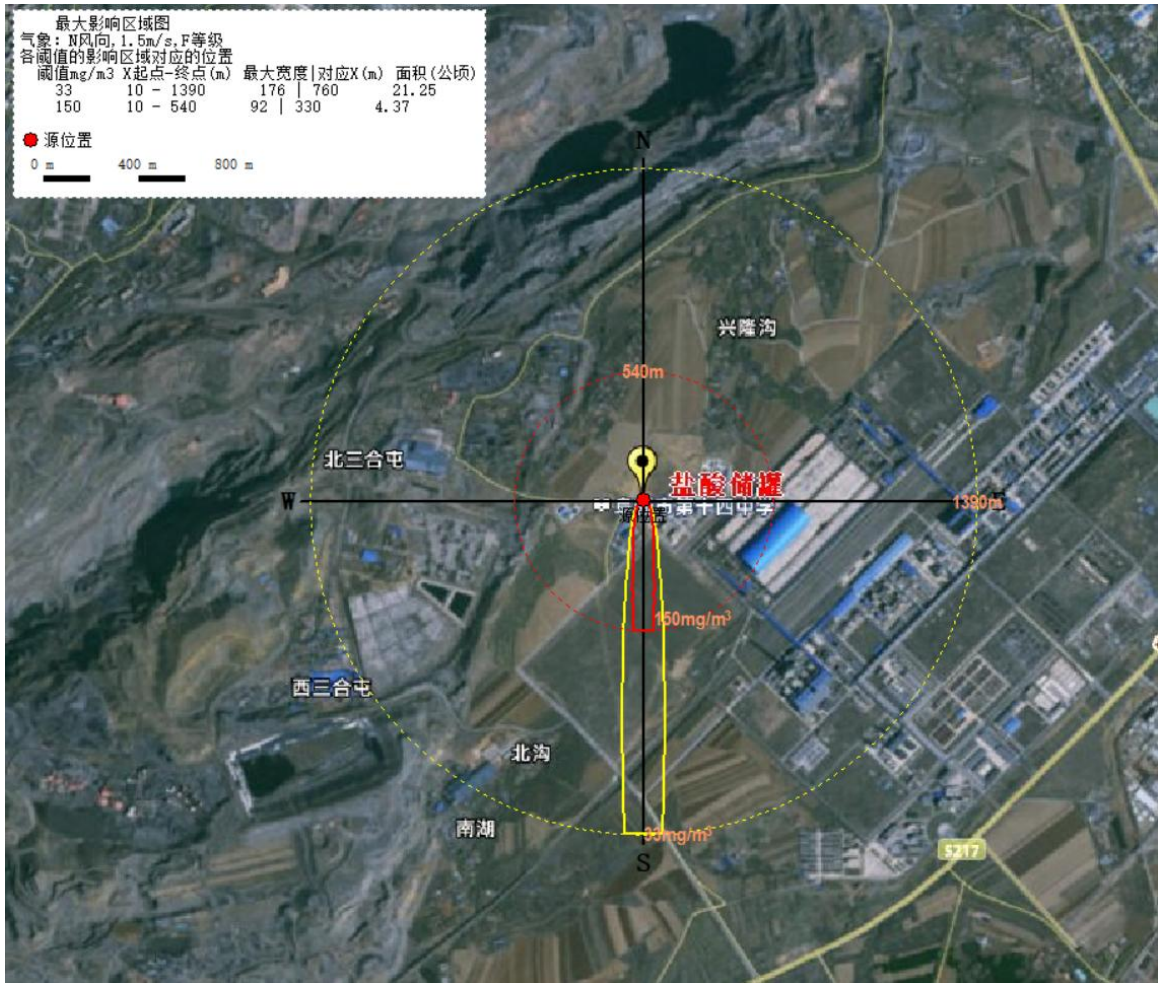 最大影响区域图
气象: N风向,1.5m/s,F等级
各阈值的影响区域对应的位置
阈值mg/m3 X起点-终点(m) 最大宽度|对应X(m) 面积(公顷)
33 10 - 1390 176 | 760 21.25
150 10 - 540 92 | 330 4.37
源位置
0 m 400 m 800 m
N
兴隆沟
540m
北三合屯
盐酸储罐
W
1390m
市第十四中学
150mg/m³
西三合屯
北沟
南湖
33mg/m³
S217
S